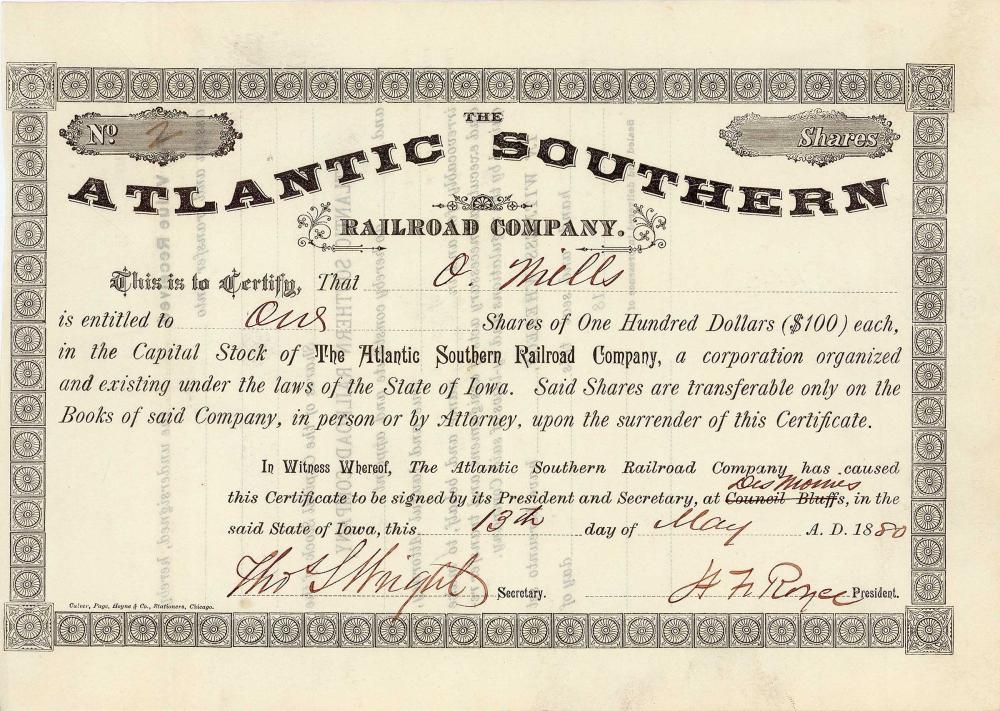 No. 2
Shares
THE
ATLANTIC SOUTHERN
RAILROAD COMPANY.
This is to Certify, That O. Mills
is entitled to One Shares of One Hundred Dollars ($100) each,
in the Capital Stock of The Atlantic Southern Railroad Company, a corporation organized
and existing under the laws of the State of Iowa. Said Shares are transferable only on the
Books of said Company, in person or by Attorney, upon the surrender of this Certificate.
In Witness Whereof, The Atlantic Southern Railroad Company has caused
Des Moines
this Certificate to be signed by its President and Secretary, at Council Bluffs, in the
said State of Iowa, this 13th day of May A. D. 1880
Tho S Wright Secretary. H F Royce President.
Culver, Page, Hoyne & Co., Stationers, Chicago.